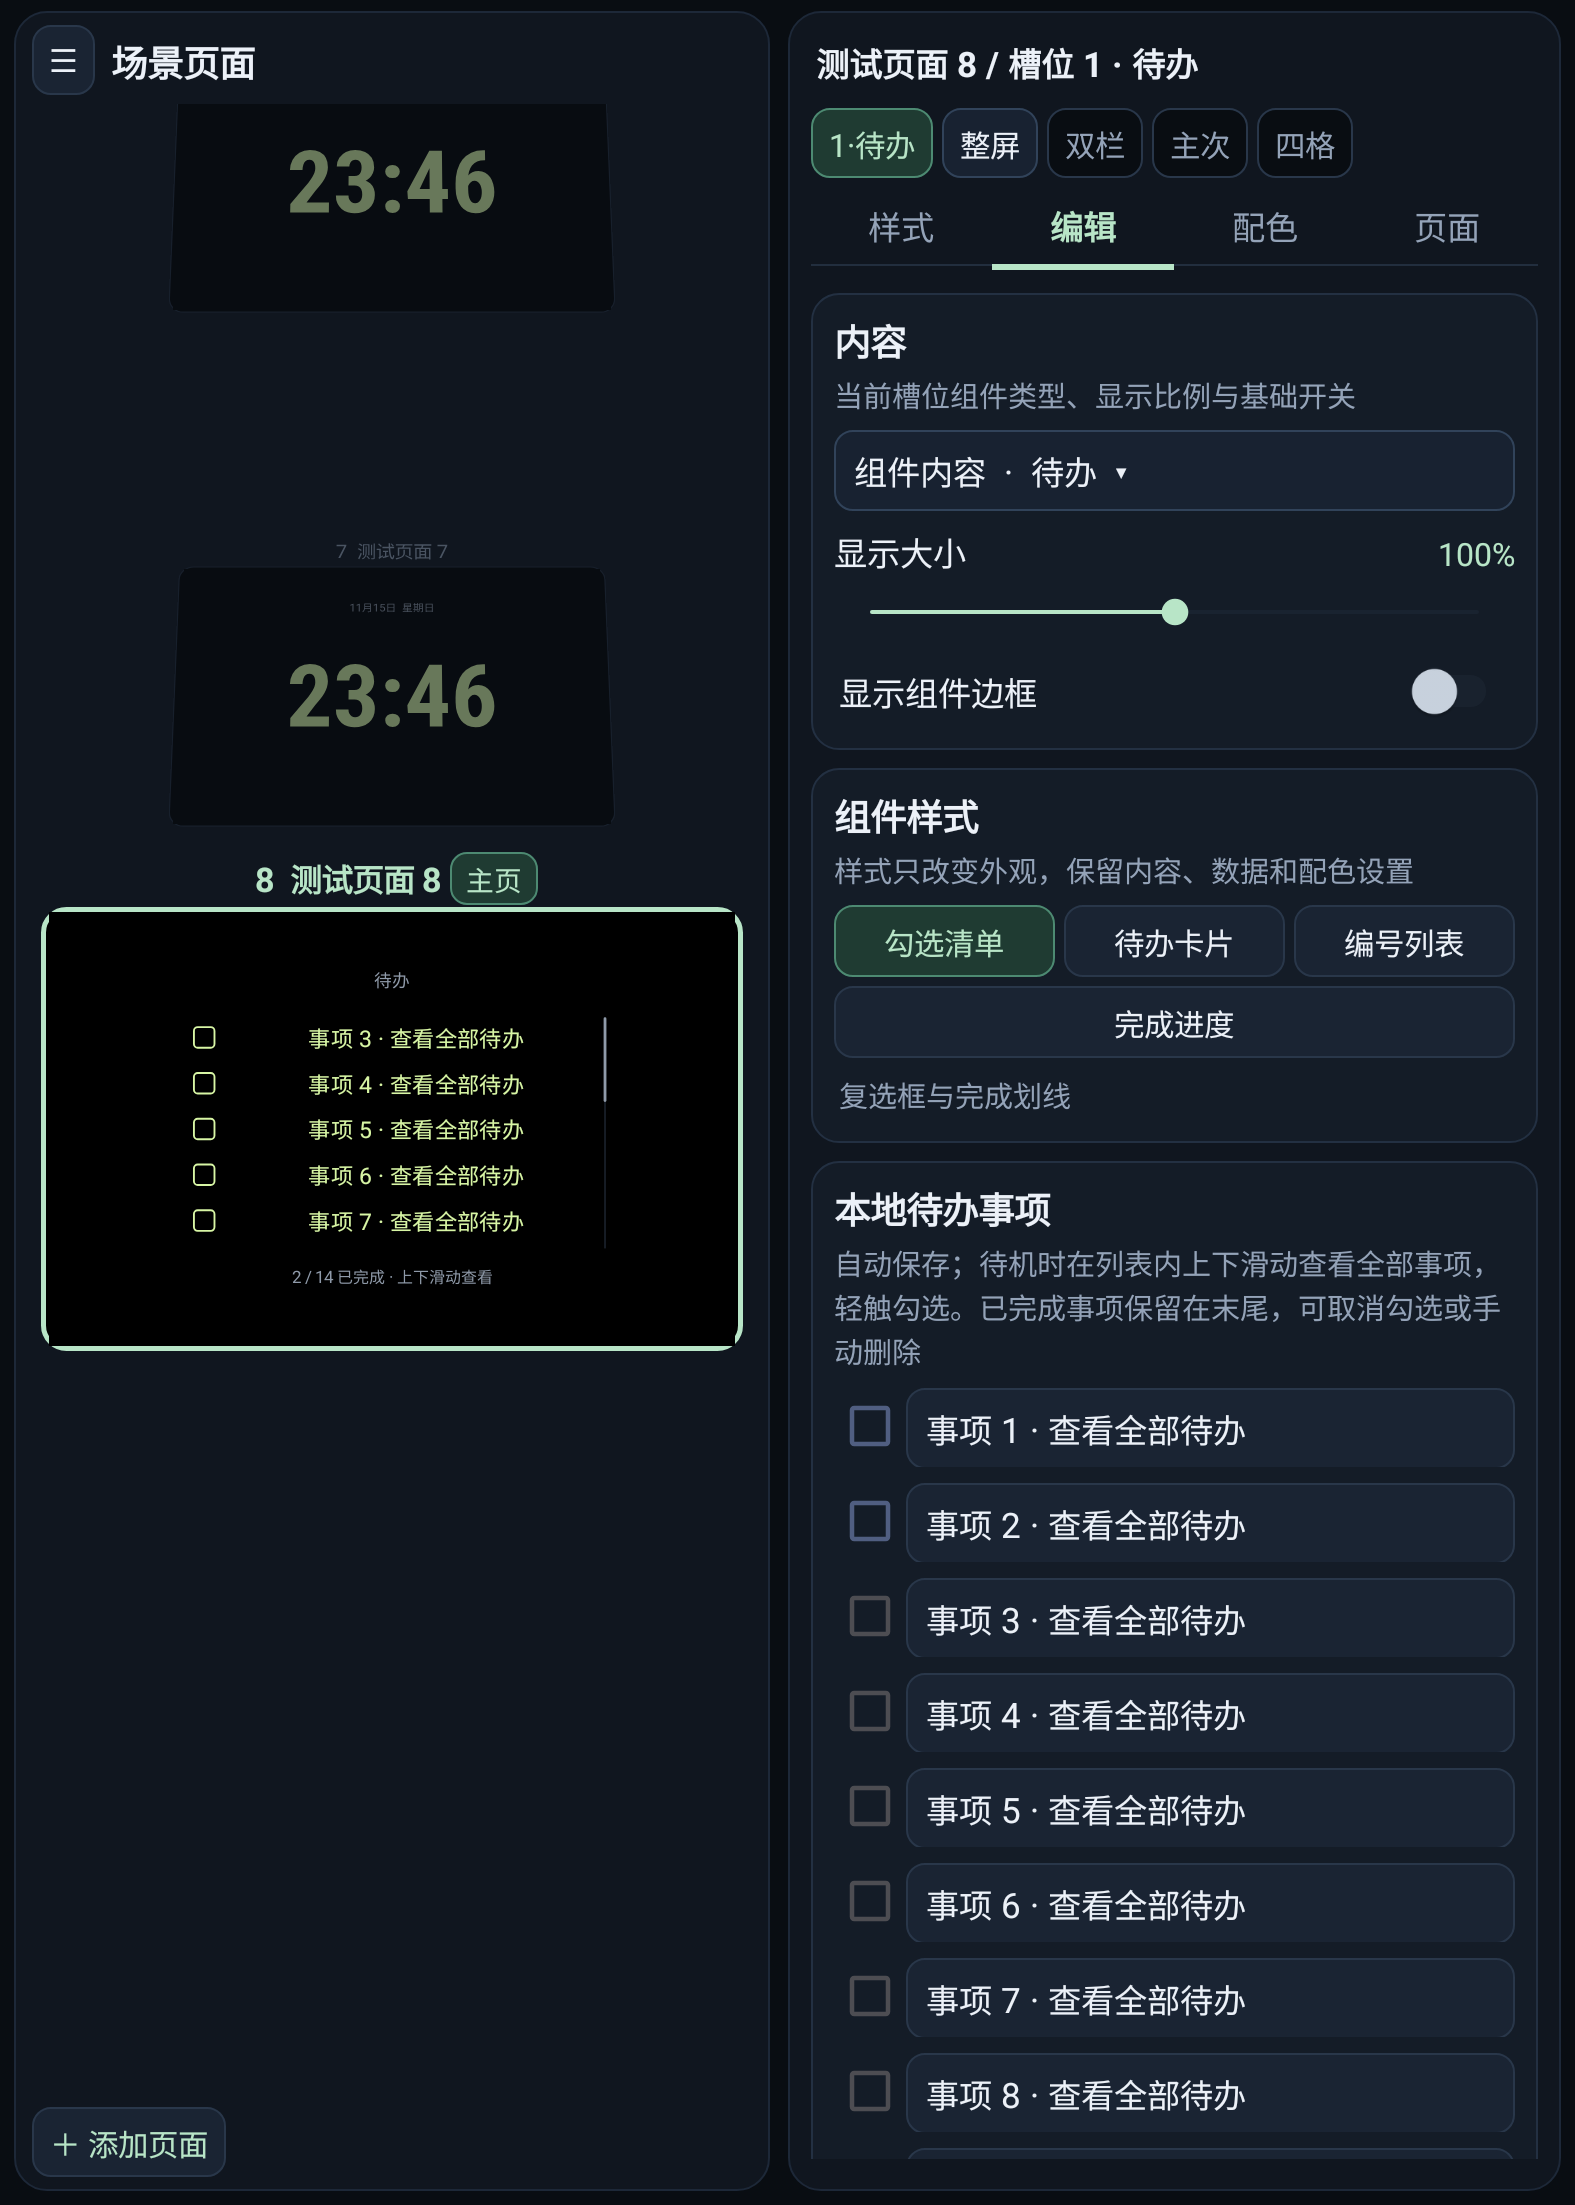 ☰ 场景页面
23:46
7 测试页面 7
11月15日 星期日
23:46
8 测试页面 8 主页
待办
事项 3 · 查看全部待办
事项 4 · 查看全部待办
事项 5 · 查看全部待办
事项 6 · 查看全部待办
事项 7 · 查看全部待办
2 / 14 已完成 · 上下滑动查看
＋ 添加页面
测试页面 8 / 槽位 1 · 待办
1·待办 整屏 双栏 主次 四格
样式 编辑 配色 页面
内容
当前槽位组件类型、显示比例与基础开关
组件内容 · 待办 ▾
显示大小 100%
显示组件边框
组件样式
样式只改变外观，保留内容、数据和配色设置
勾选清单 待办卡片 编号列表
完成进度
复选框与完成划线
本地待办事项
自动保存；待机时在列表内上下滑动查看全部事项，
轻触勾选。已完成事项保留在末尾，可取消勾选或手
动删除
事项 1 · 查看全部待办
事项 2 · 查看全部待办
事项 3 · 查看全部待办
事项 4 · 查看全部待办
事项 5 · 查看全部待办
事项 6 · 查看全部待办
事项 7 · 查看全部待办
事项 8 · 查看全部待办